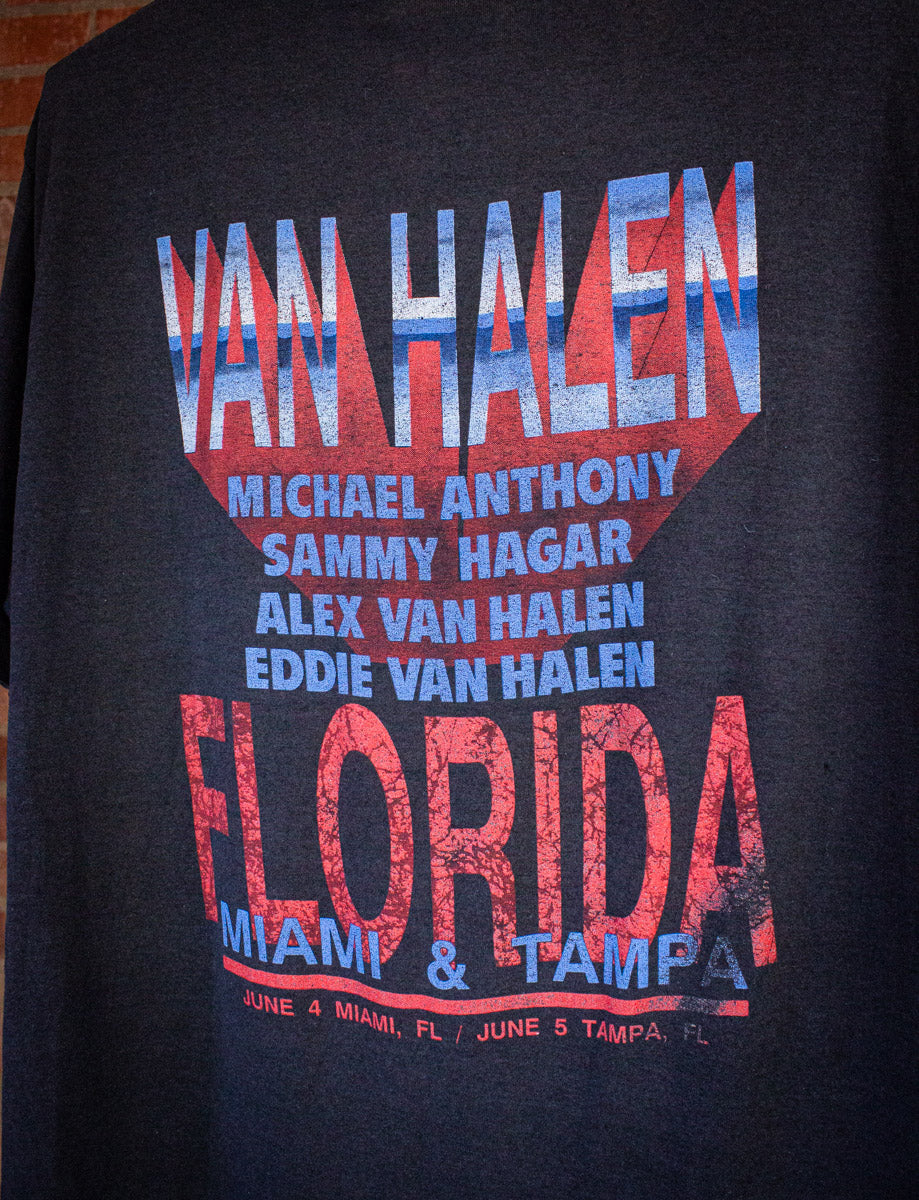 VAN HALEN
MICHAEL ANTHONY
SAMMY HAGAR
ALEX VAN HALEN
EDDIE VAN HALEN
FLORIDA
MIAMI & TAMPA
JUNE 4 MIAMI, FL / JUNE 5 TAMPA, FL